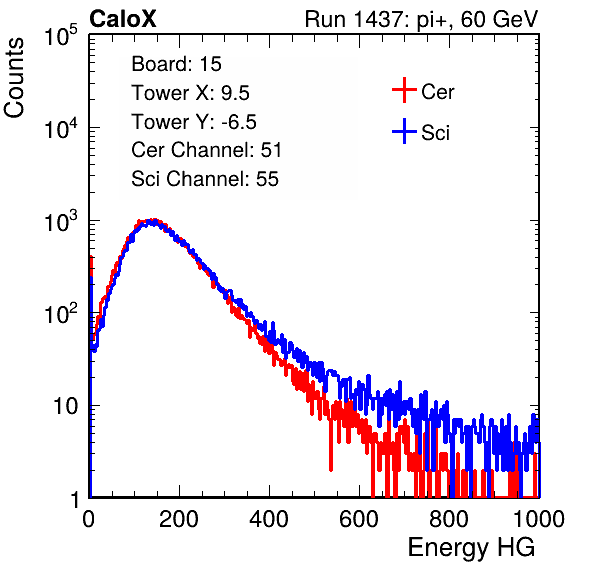 CaloX Run 1437: pi+, 60 GeV
Counts
Board: 15
Tower X: 9.5
Tower Y: -6.5
Cer Channel: 51
Sci Channel: 55
Cer
Sci
10^5
10^4
10^3
10^2
10
1
0 200 400 600 800 1000
Energy HG